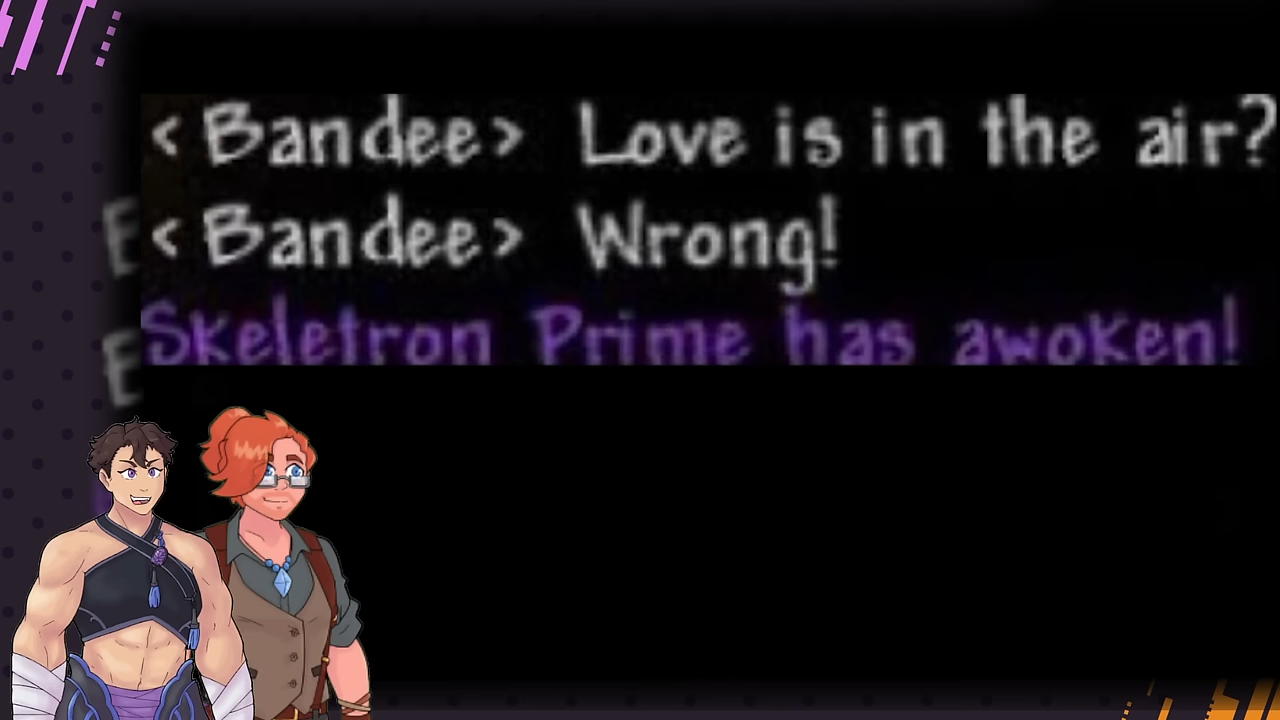 <Bandee> Love is in the air?
<Bandee> Wrong!
Skeletron Prime has awoken!